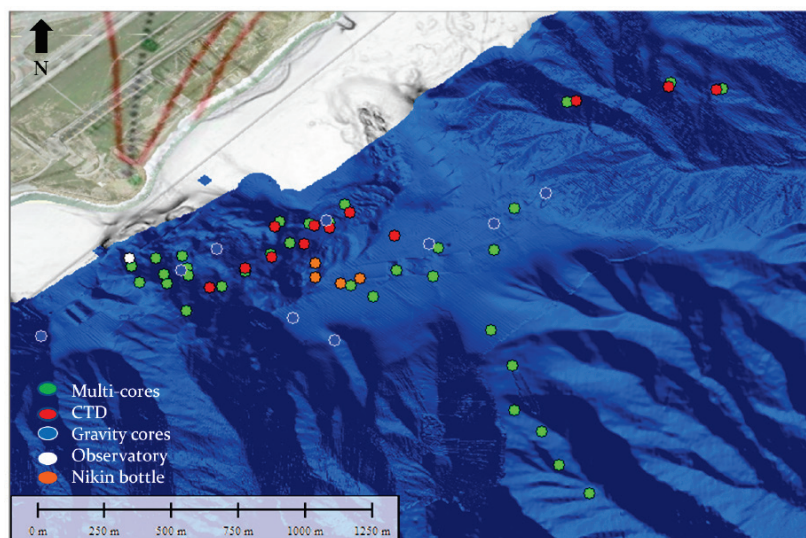 N
Multi-cores
CTD
Gravity cores
Observatory
Nikin bottle
0 m 250 m 500 m 750 m 1000 m 1250 m